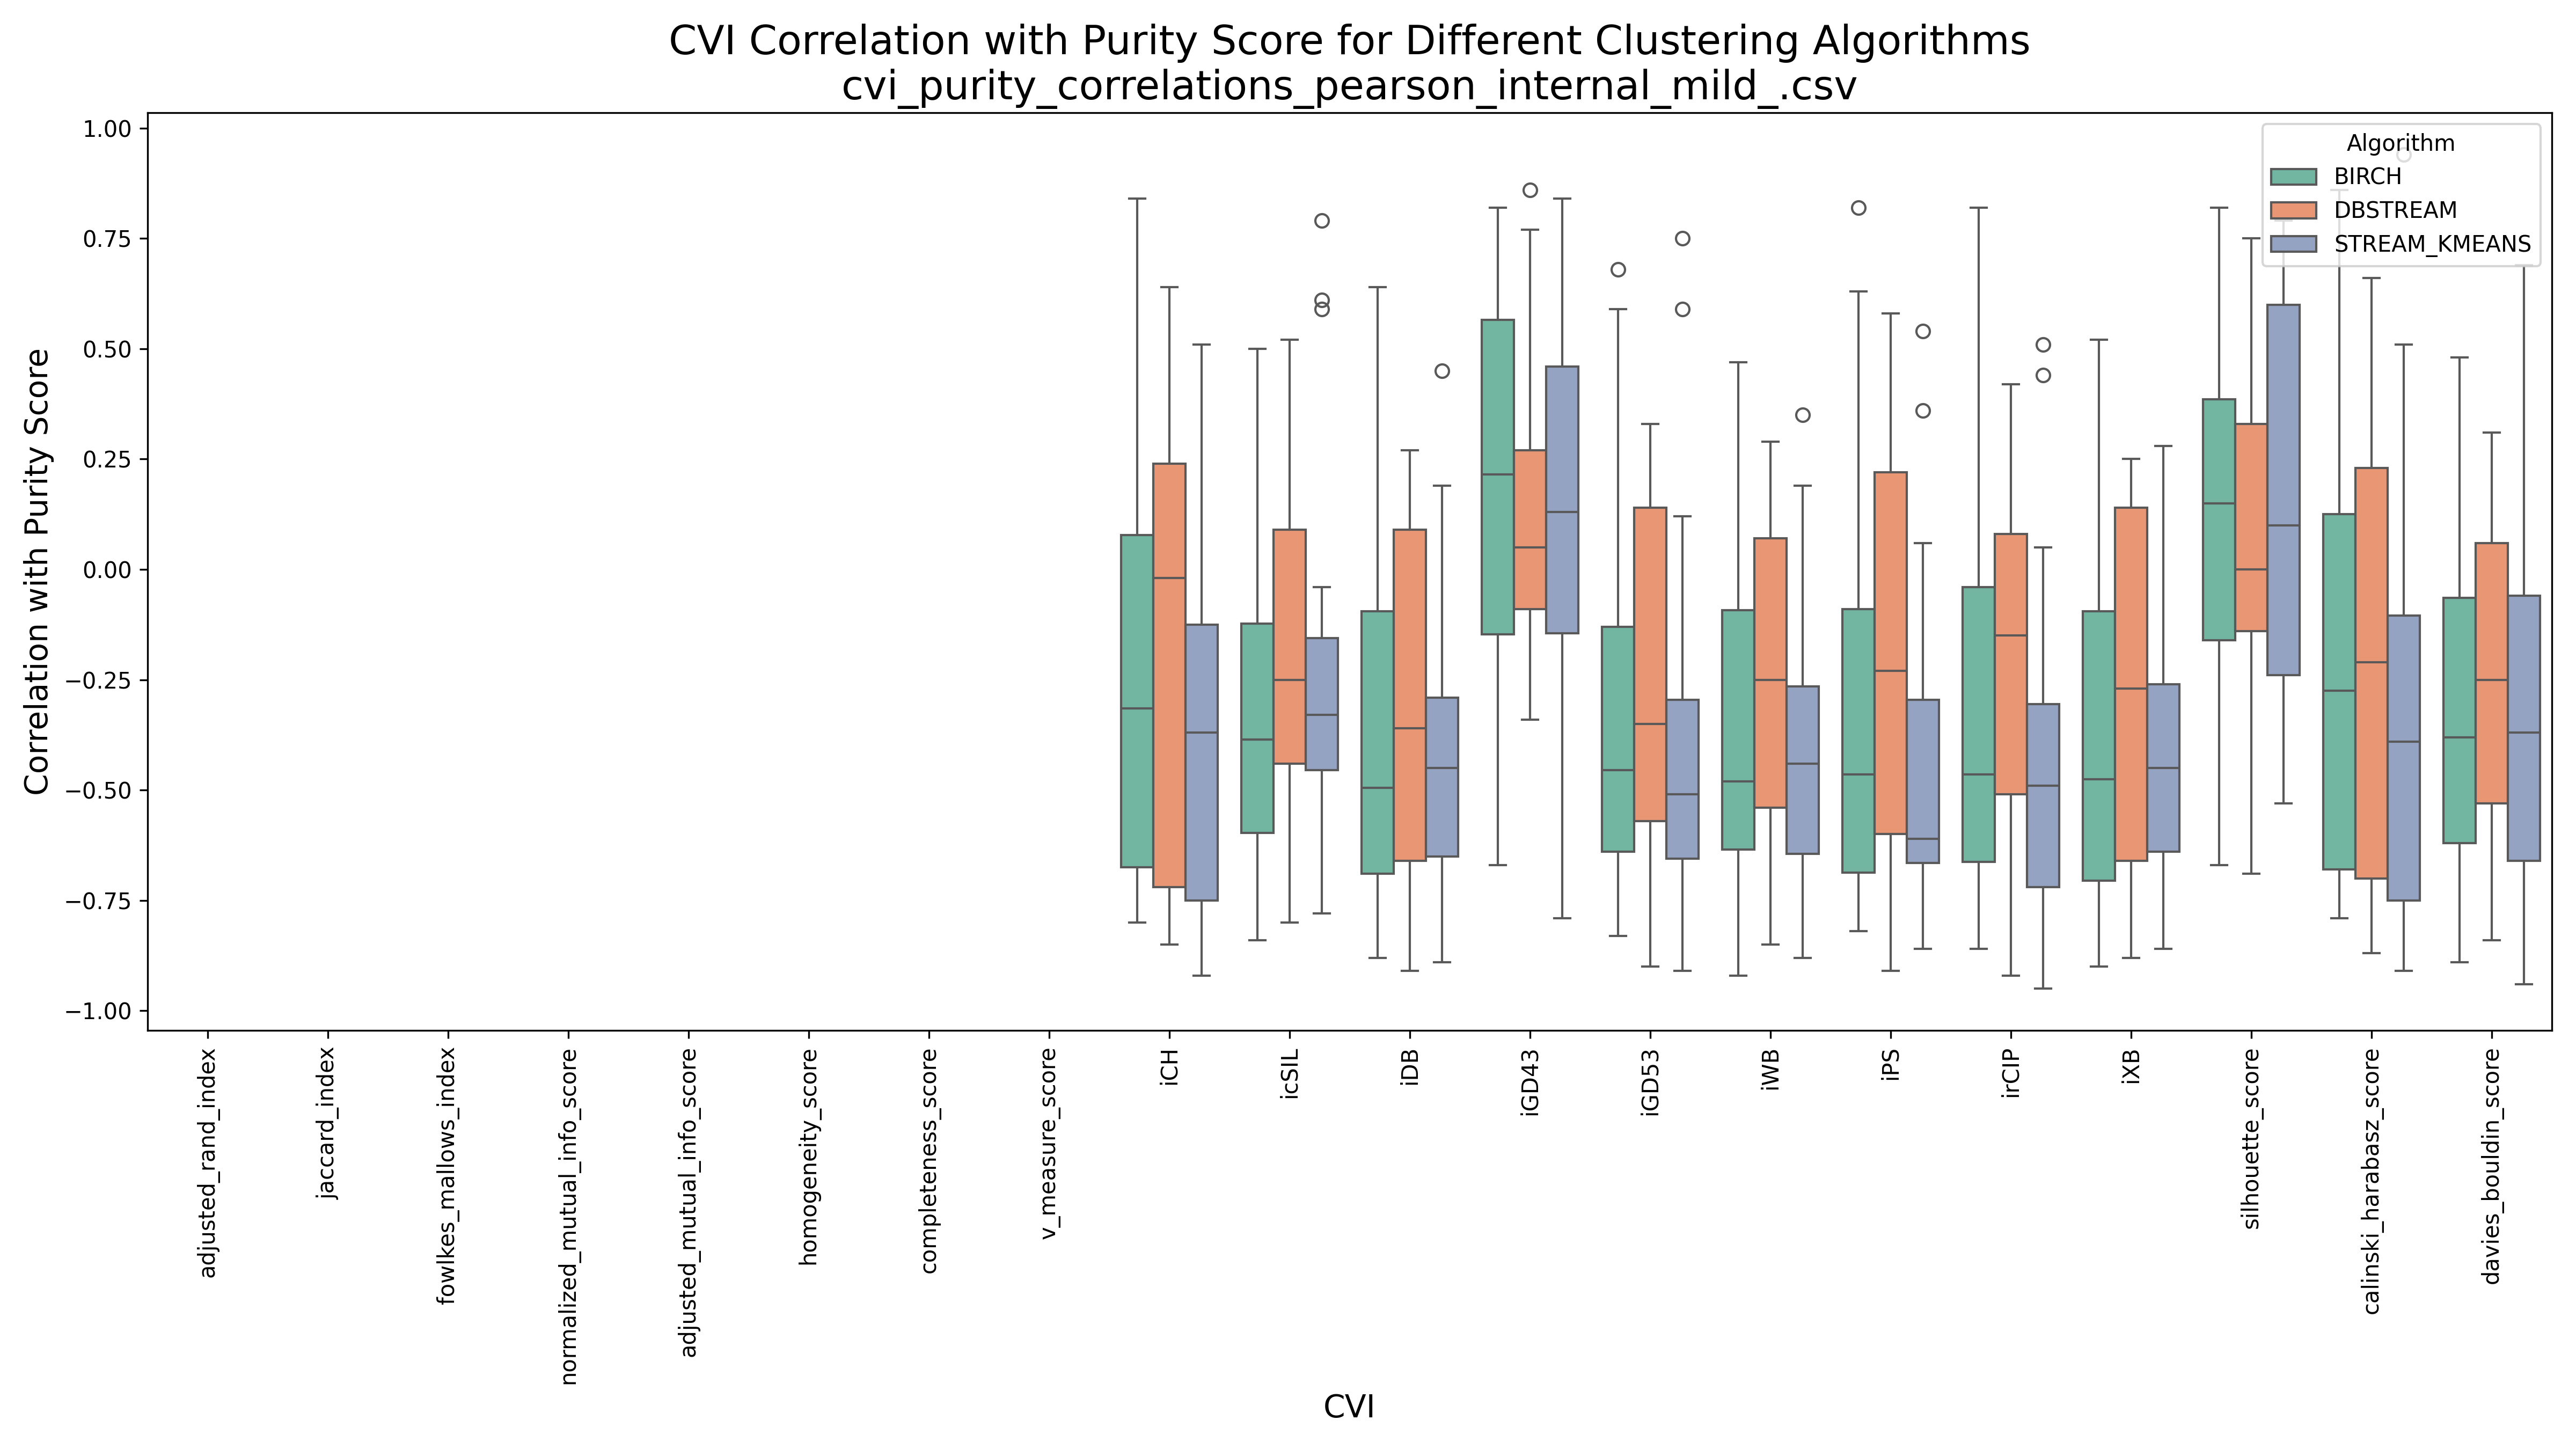 CVI Correlation with Purity Score for Different Clustering Algorithms
cvi_purity_correlations_pearson_internal_mild_.csv
Correlation with Purity Score
1.00
0.75
0.50
0.25
0.00
−0.25
−0.50
−0.75
−1.00
Algorithm
BIRCH
DBSTREAM
STREAM_KMEANS
adjusted_rand_index
jaccard_index
fowlkes_mallows_index
normalized_mutual_info_score
adjusted_mutual_info_score
homogeneity_score
completeness_score
v_measure_score
iCH
icSIL
iDB
iGD43
iGD53
iWB
iPS
irCIP
iXB
silhouette_score
calinski_harabasz_score
davies_bouldin_score
CVI